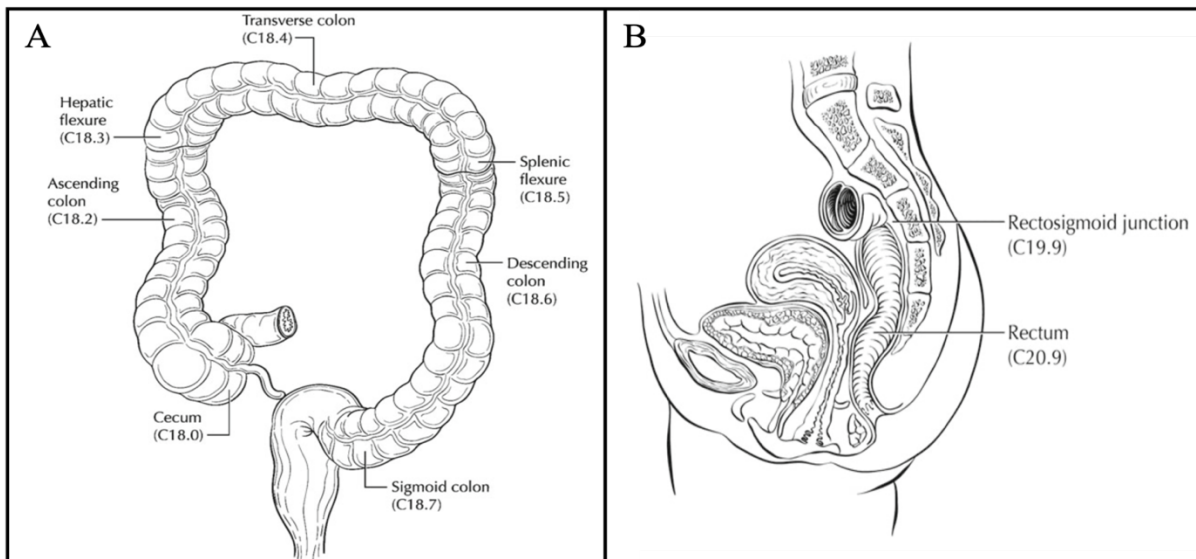 A
Transverse colon
(C18.4)
Hepatic
flexure
(C18.3)
Ascending
colon
(C18.2)
Splenic
flexure
(C18.5)
Descending
colon
(C18.6)
Cecum
(C18.0)
Sigmoid colon
(C18.7)
B
Rectosigmoid junction
(C19.9)
Rectum
(C20.9)